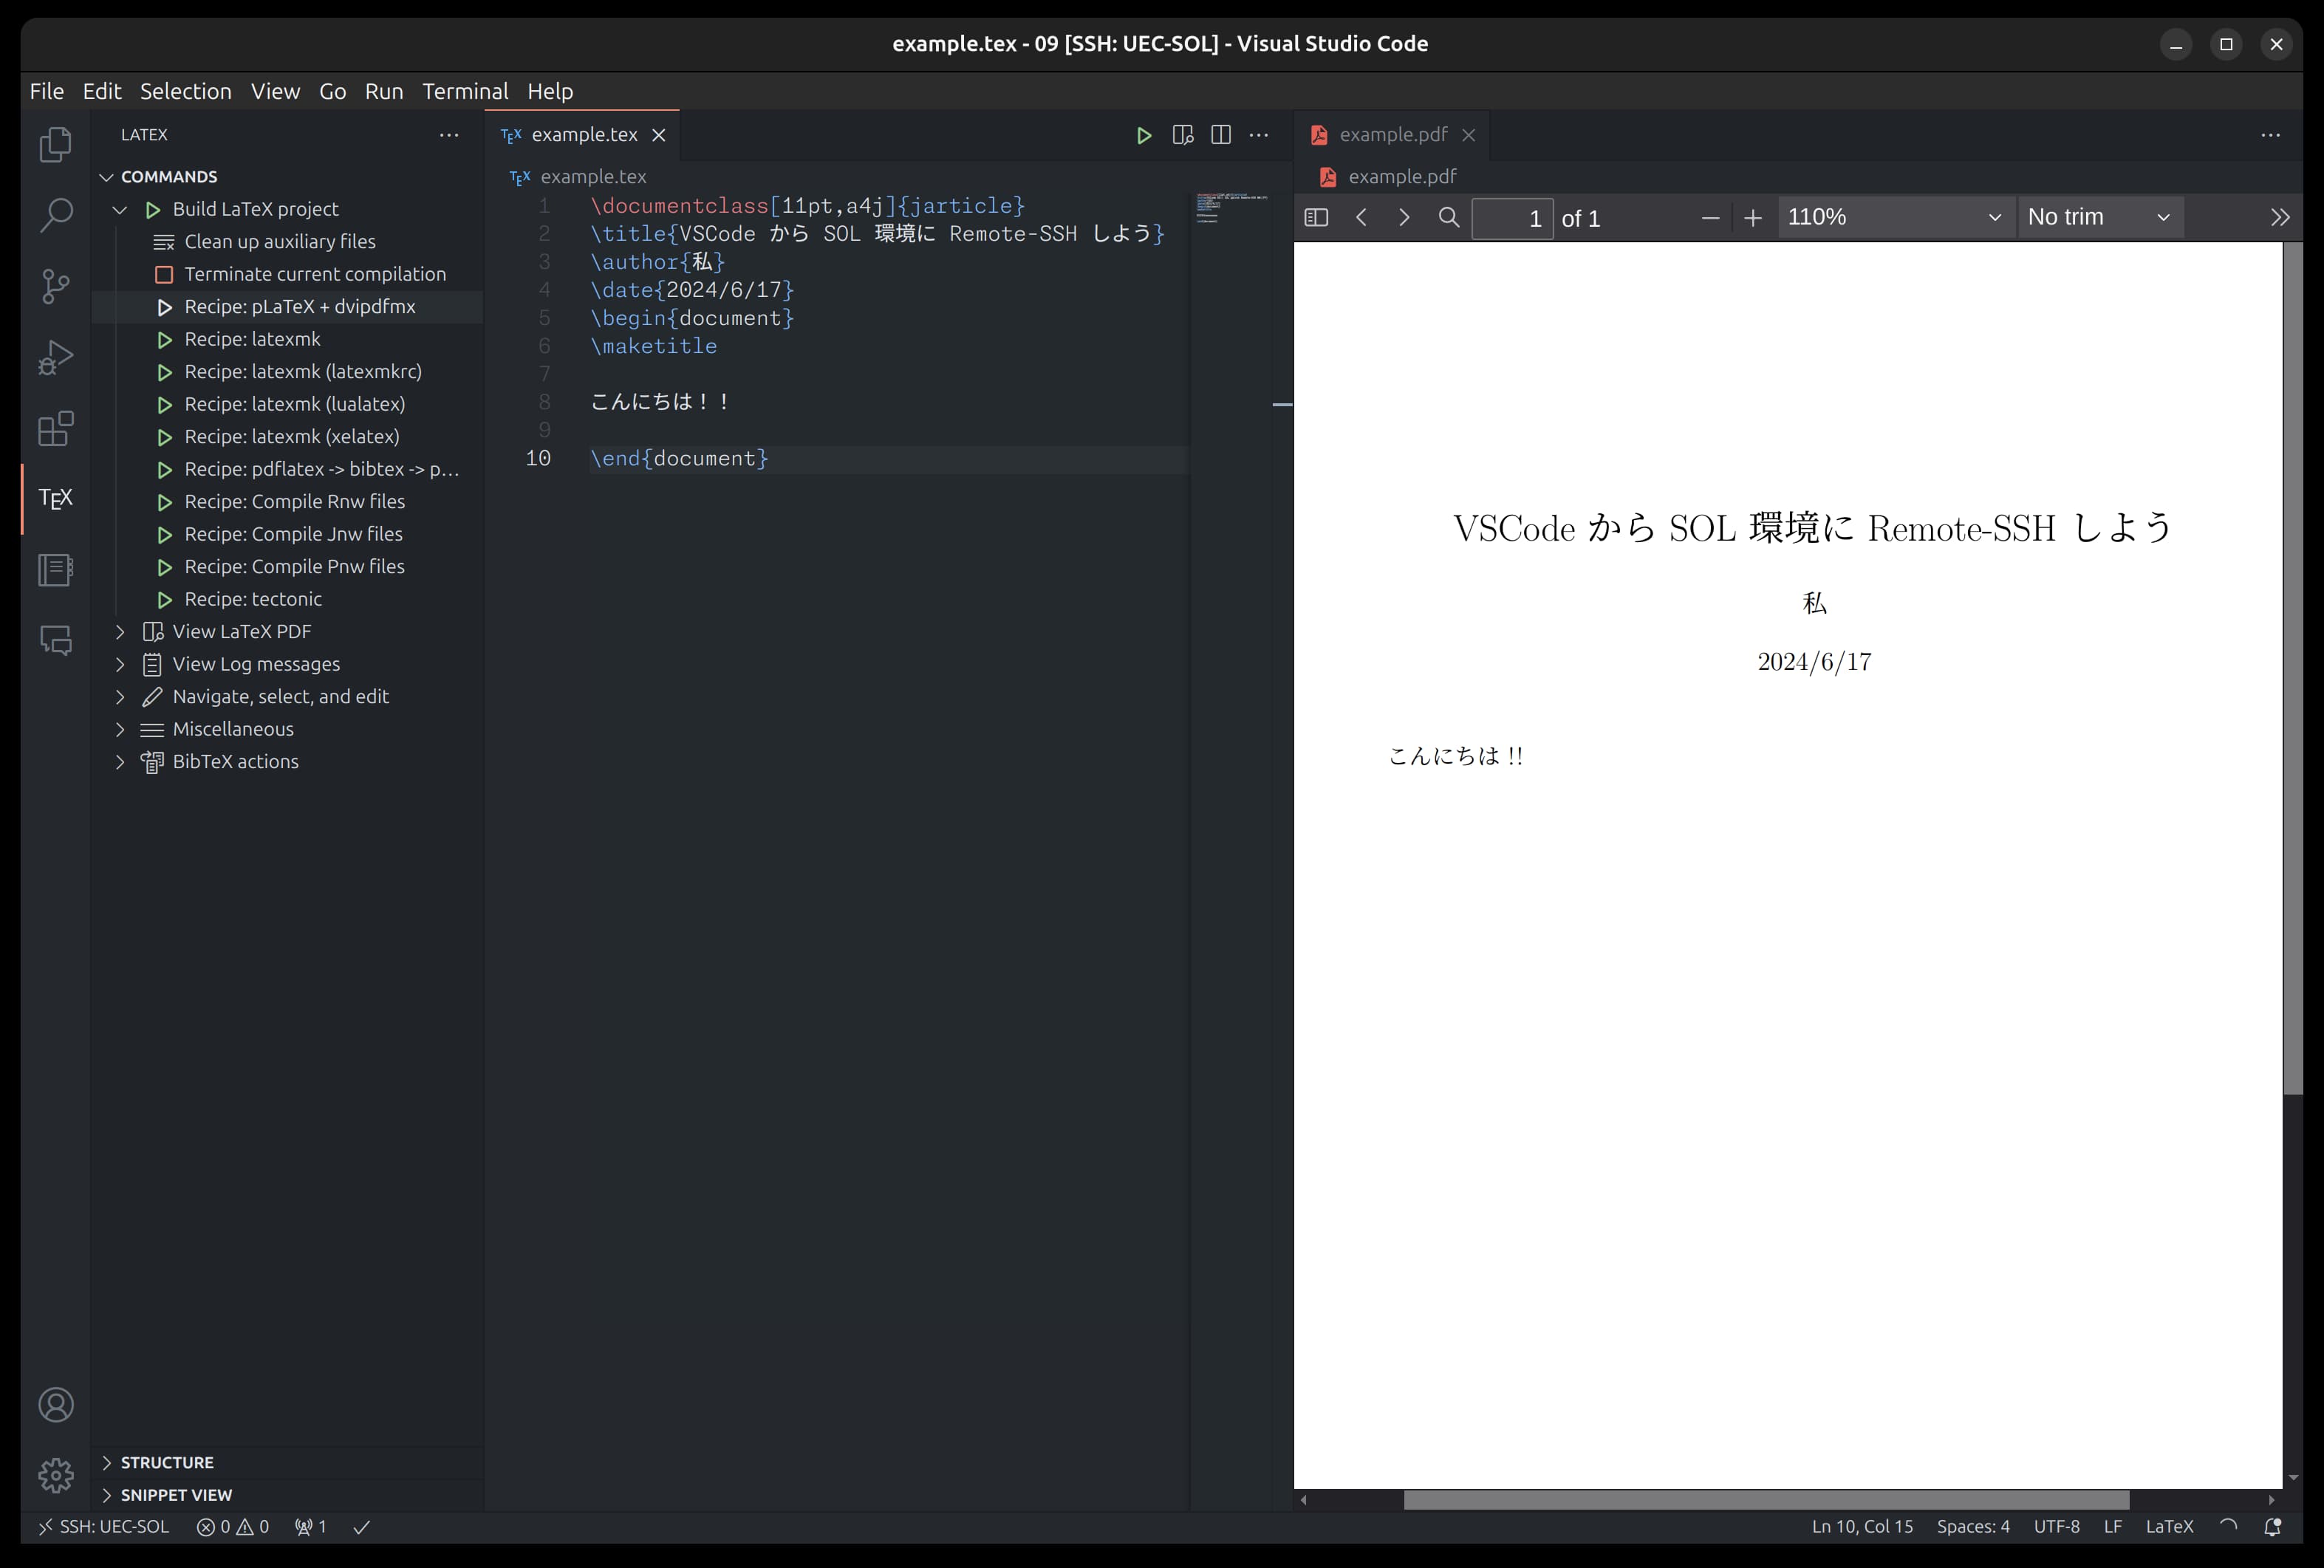 example.tex - 09 [SSH: UEC-SOL] - Visual Studio Code
File Edit Selection View Go Run Terminal Help
LATEX
COMMANDS
Build LaTeX project
Clean up auxiliary files
Terminate current compilation
Recipe: pLaTeX + dvipdfmx
Recipe: latexmk
Recipe: latexmk (latexmkrc)
Recipe: latexmk (lualatex)
Recipe: latexmk (xelatex)
Recipe: pdflatex -> bibtex -> p...
Recipe: Compile Rnw files
Recipe: Compile Jnw files
Recipe: Compile Pnw files
Recipe: tectonic
View LaTeX PDF
View Log messages
Navigate, select, and edit
Miscellaneous
BibTeX actions
STRUCTURE
SNIPPET VIEW
TEX
TEX example.tex
TEX example.tex
1 \documentclass[11pt,a4j]{jarticle}
2 \title{VSCode から SOL 環境に Remote-SSH しよう}
3 \author{私}
4 \date{2024/6/17}
5 \begin{document}
6 \maketitle
7
8 こんにちは！！
9
10 \end{document}
example.pdf
example.pdf
1 of 1 110% No trim
VSCode から SOL 環境に Remote-SSH しよう
私
2024/6/17
こんにちは !!
SSH: UEC-SOL 0 0 1 Ln 10, Col 15 Spaces: 4 UTF-8 LF LaTeX